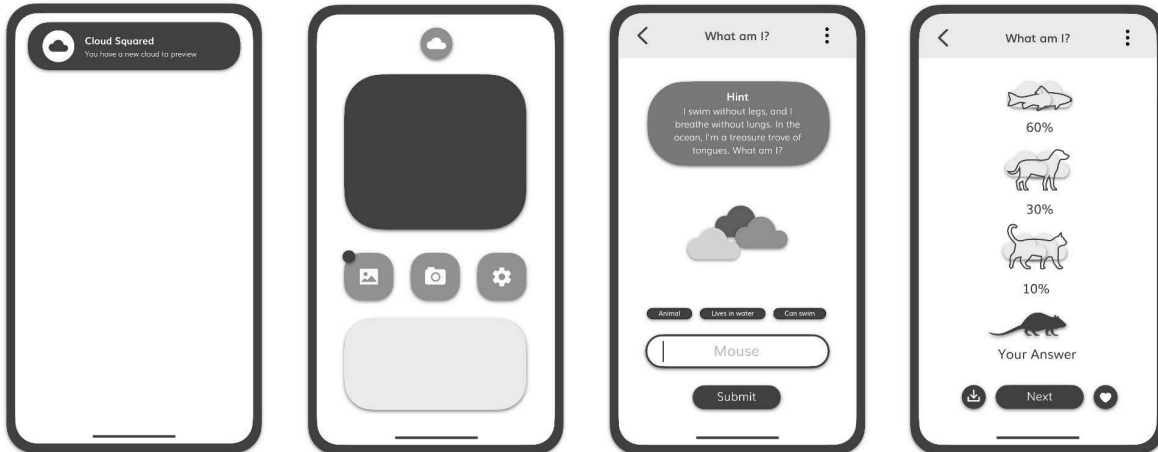 Cloud Squared
You have a new cloud to preview
What am I?
Hint
I swim without legs, and I
breathe without lungs. In the
ocean, I'm a treasure trove of
tongues. What am I?
Animal
Lives in water
Can swim
Mouse
Submit
What am I?
60%
30%
10%
Your Answer
Next